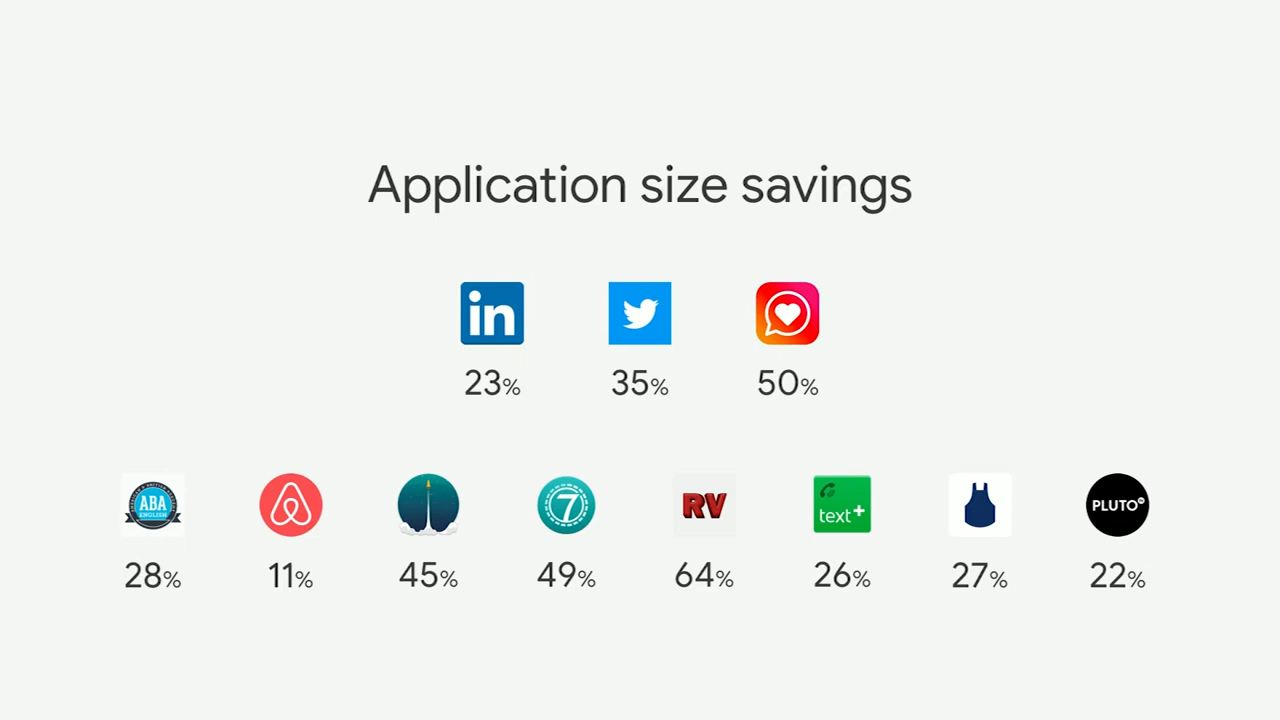 Application size savings
in
23% 35% 50%
ABA
ENGLISH
7
RV
text+
PLUTO
28% 11% 45% 49% 64% 26% 27% 22%